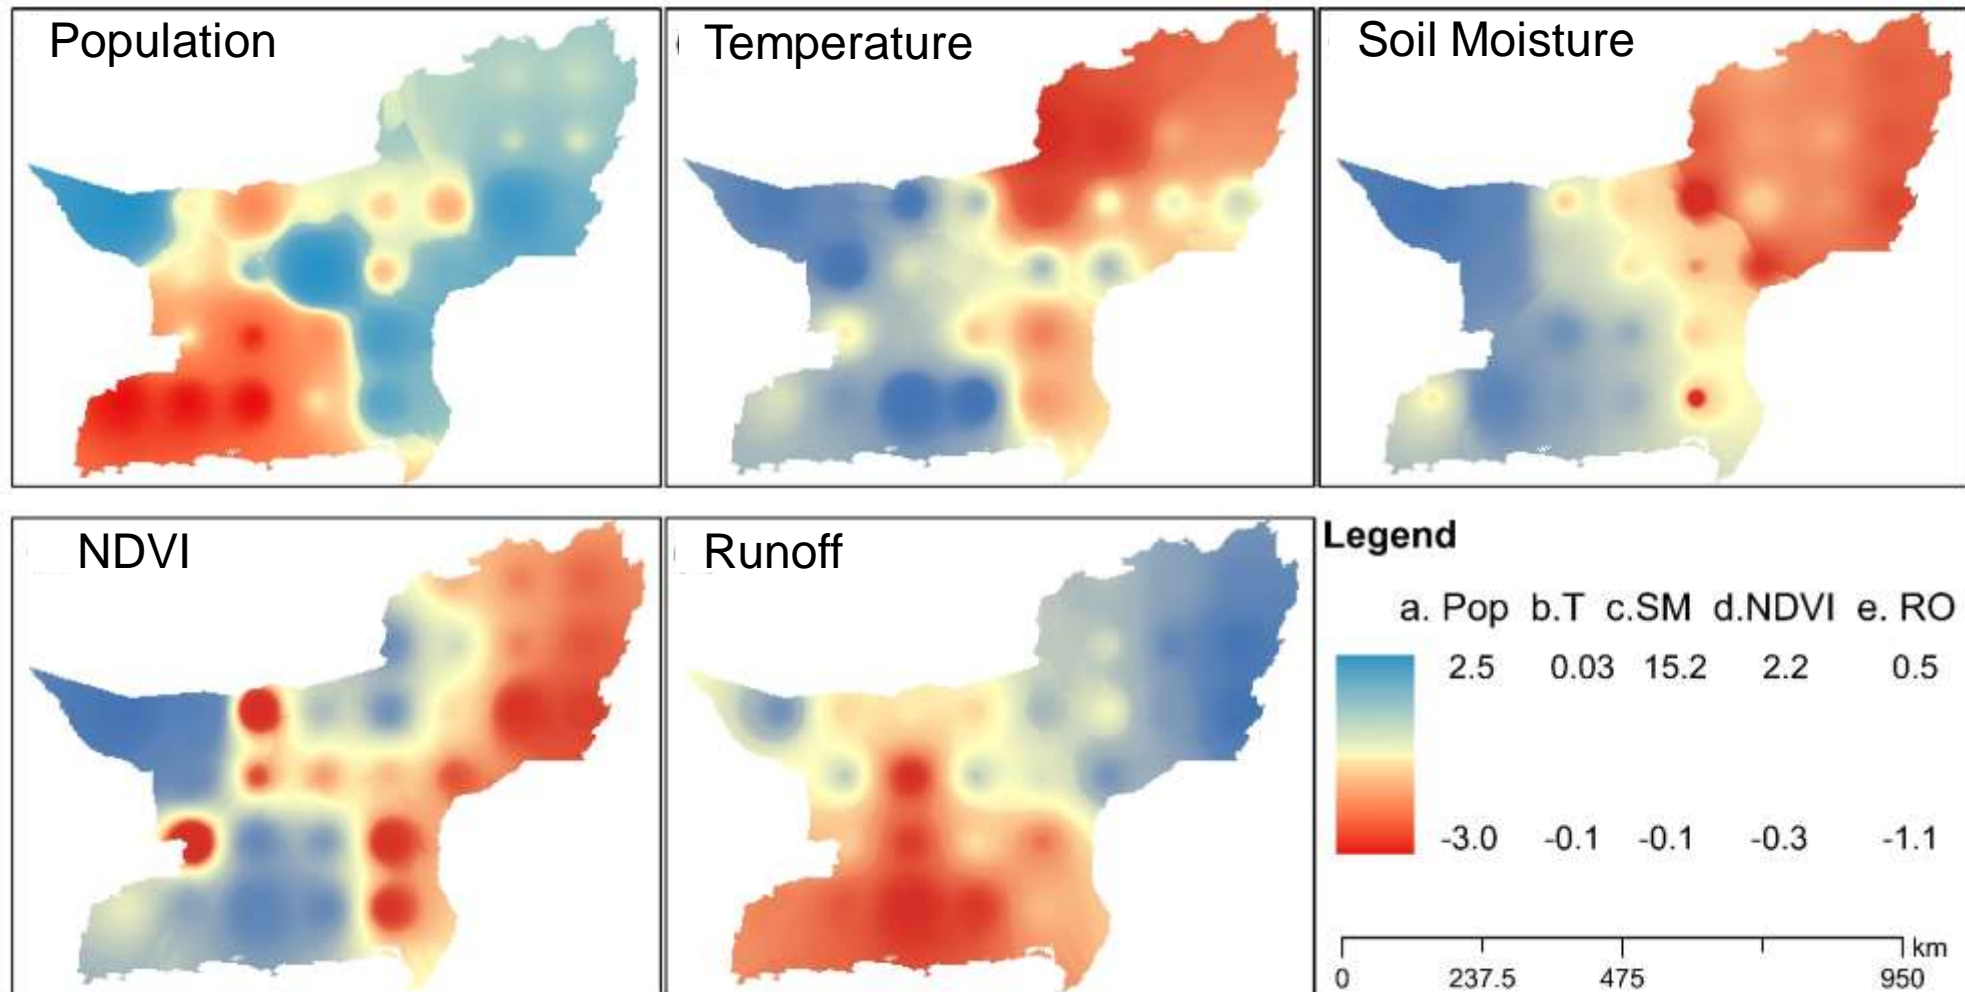 Population
Temperature
Soil Moisture
NDVI
Runoff
Legend
a. Pop b.T c.SM d.NDVI e. RO
2.5 0.03 15.2 2.2 0.5
-3.0 -0.1 -0.1 -0.3 -1.1
km
0 237.5 475 950